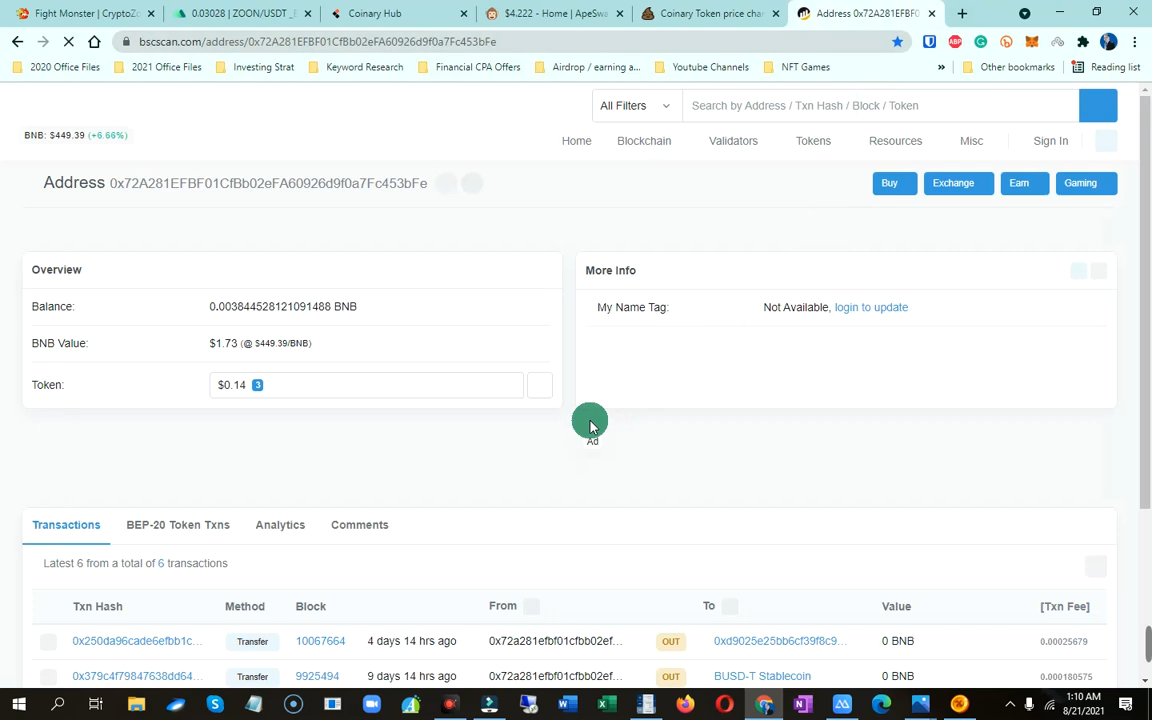 Fight Monster | CryptoZo
0.03028 | ZOON/USDT _
Coinary Hub
$4.222 - Home | ApeSwa
Coinary Token price char
Address 0x72A281EFBF0
bscscan.com/address/0x72A281EFBF01CfBb02eFA60926d9f0a7Fc453bFe
2020 Office Files
2021 Office Files
Investing Strat
Keyword Research
Financial CPA Offers
Airdrop / earning a...
Youtube Channels
NFT Games
»
Other bookmarks
Reading list
All Filters
Search by Address / Txn Hash / Block / Token
BNB: $449.39 (+6.66%)
Home
Blockchain
Validators
Tokens
Resources
Misc
Sign In
Address 0x72A281EFBF01CfBb02eFA60926d9f0a7Fc453bFe
Buy
Exchange
Earn
Gaming
Overview
Balance: 0.003844528121091488 BNB
BNB Value: $1.73 (@ $449.39/BNB)
Token: $0.14 3
More Info
My Name Tag: Not Available, login to update
Ad
Transactions
BEP-20 Token Txns
Analytics
Comments
Latest 6 from a total of 6 transactions
Txn Hash Method Block From To Value [Txn Fee]
0x250da96cade6efbb1c... Transfer 10067664 4 days 14 hrs ago 0x72a281efbf01cfbb02ef... OUT 0xd9025e25bb6cf39f8c9... 0 BNB 0.00025679
0x379c4f79847638dd64... Transfer 9925494 9 days 14 hrs ago 0x72a281efbf01cfbb02ef... OUT BUSD-T Stablecoin 0 BNB 0.000180575
1:10 AM
8/21/2021